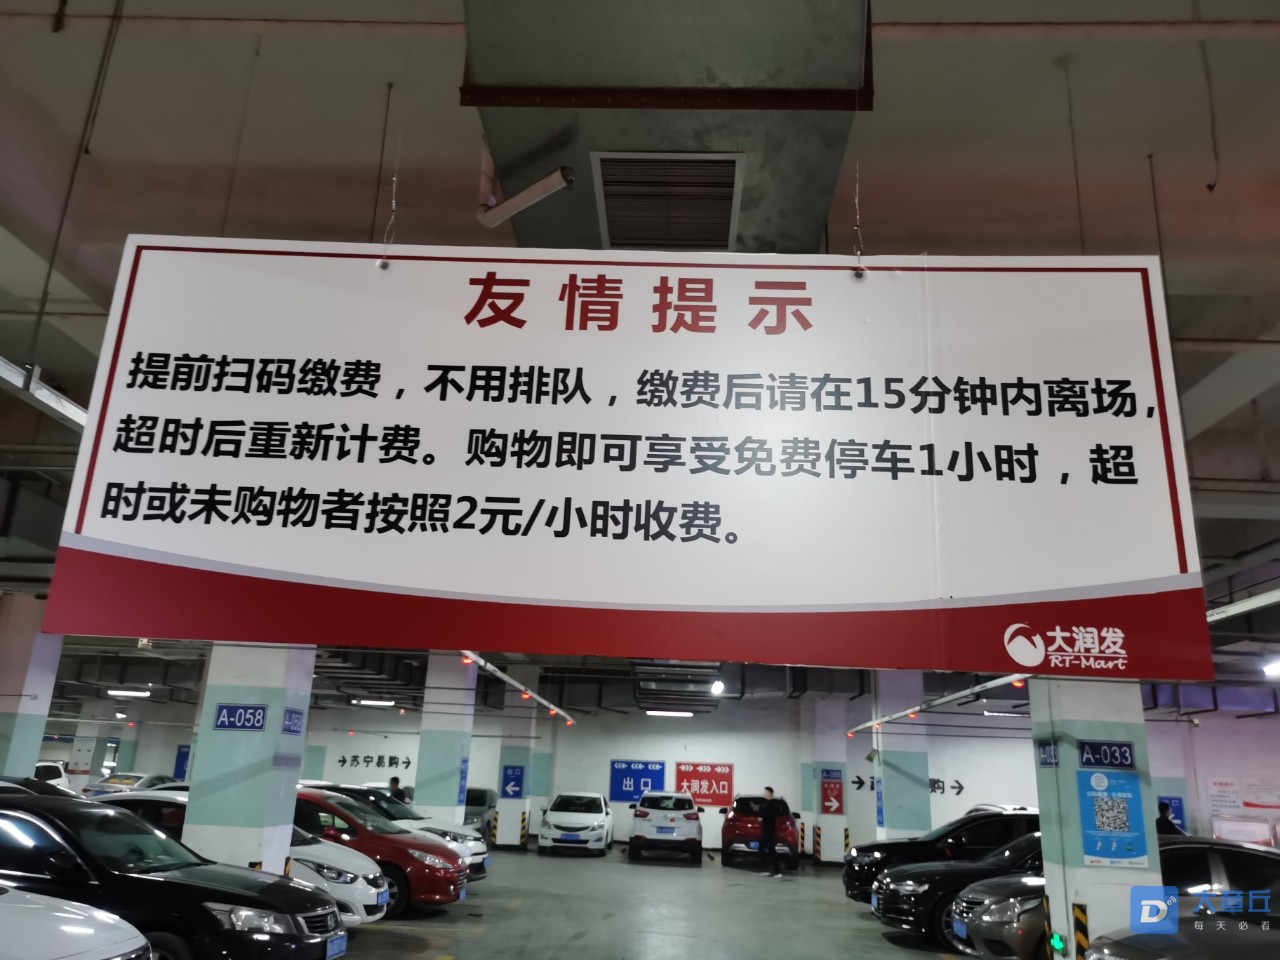 友情提示
提前扫码缴费，不用排队，缴费后请在15分钟内离场，
超时后重新计费。购物即可享受免费停车1小时，超
时或未购物者按照2元/小时收费。
大润发
RT-Mart
A-058
A-033
苏宁易购
出口
出口
大润发入口
购
大章丘
每天必看